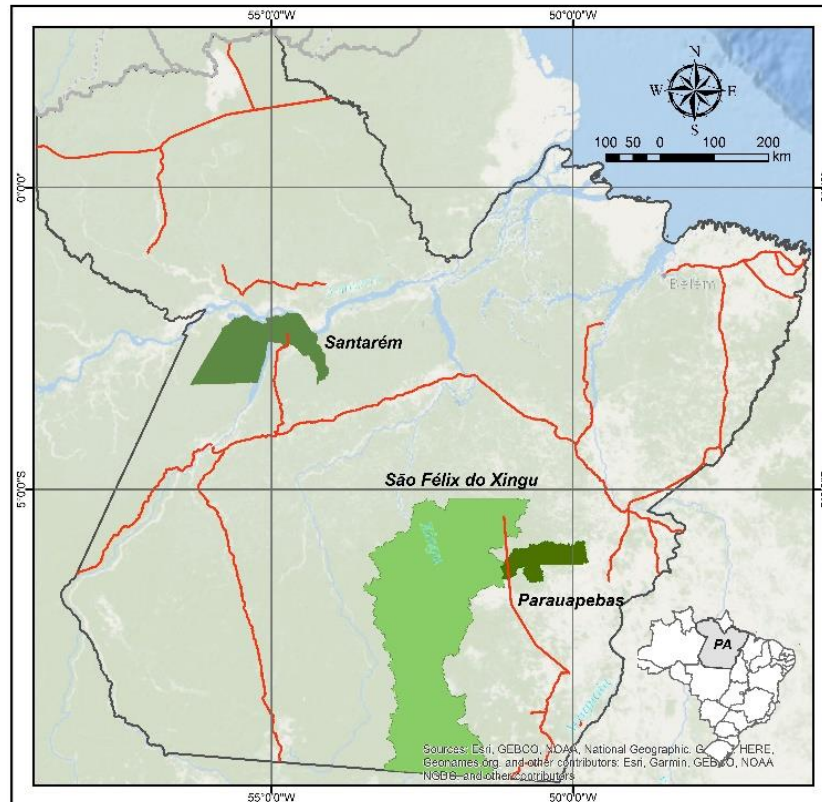 55°0'0"W
50°0'0"W
N
W
E
S
100 50 0
100
200
km
0°0'0"
Belém
Santarém
São Félix do Xingu
5°0'0"S
Xingu
Parauapebas
PA
Sources: Esri, GEBCO, NOAA, National Geographic, HERE,
Geonames.org, and other contributors; Esri, Garmin, GEBCO, NOAA
NGDC, and other contributors
55°0'0"W
50°0'0"W